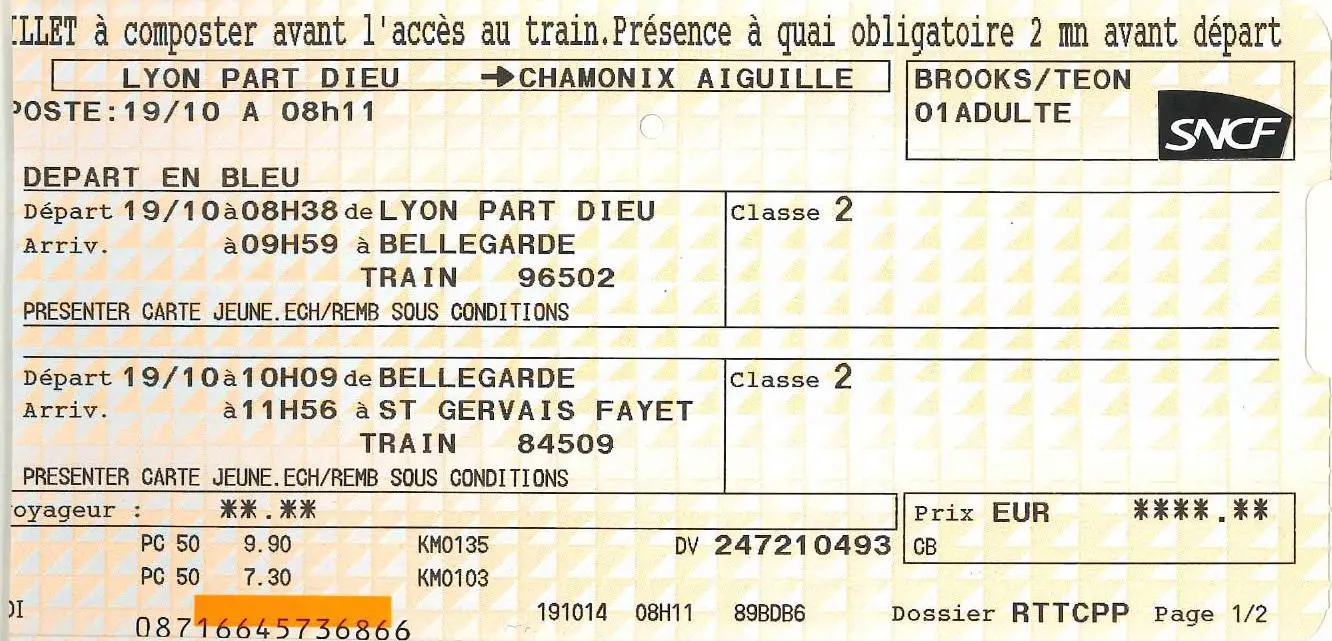 ILLET à composter avant l'accès au train.Présence à quai obligatoire 2 mn avant départ
LYON PART DIEU →CHAMONIX AIGUILLE
BROOKS/TEON
POSTE:19/10 A 08h11
01ADULTE
SNCF
DEPART EN BLEU
Départ 19/10à08H38 de LYON PART DIEU Classe 2
Arriv. à09H59 à BELLEGARDE
TRAIN 96502
PRESENTER CARTE JEUNE.ECH/REMB SOUS CONDITIONS
Départ 19/10à10H09 de BELLEGARDE Classe 2
Arriv. à11H56 à ST GERVAIS FAYET
TRAIN 84509
PRESENTER CARTE JEUNE.ECH/REMB SOUS CONDITIONS
oyageur : **.** Prix EUR ****.**
PC 50 9.90 KM0135 DV 247210493 CB
PC 50 7.30 KM0103
DI 191014 08H11 89BDB6 Dossier RTTCPP Page 1/2
08716645736866